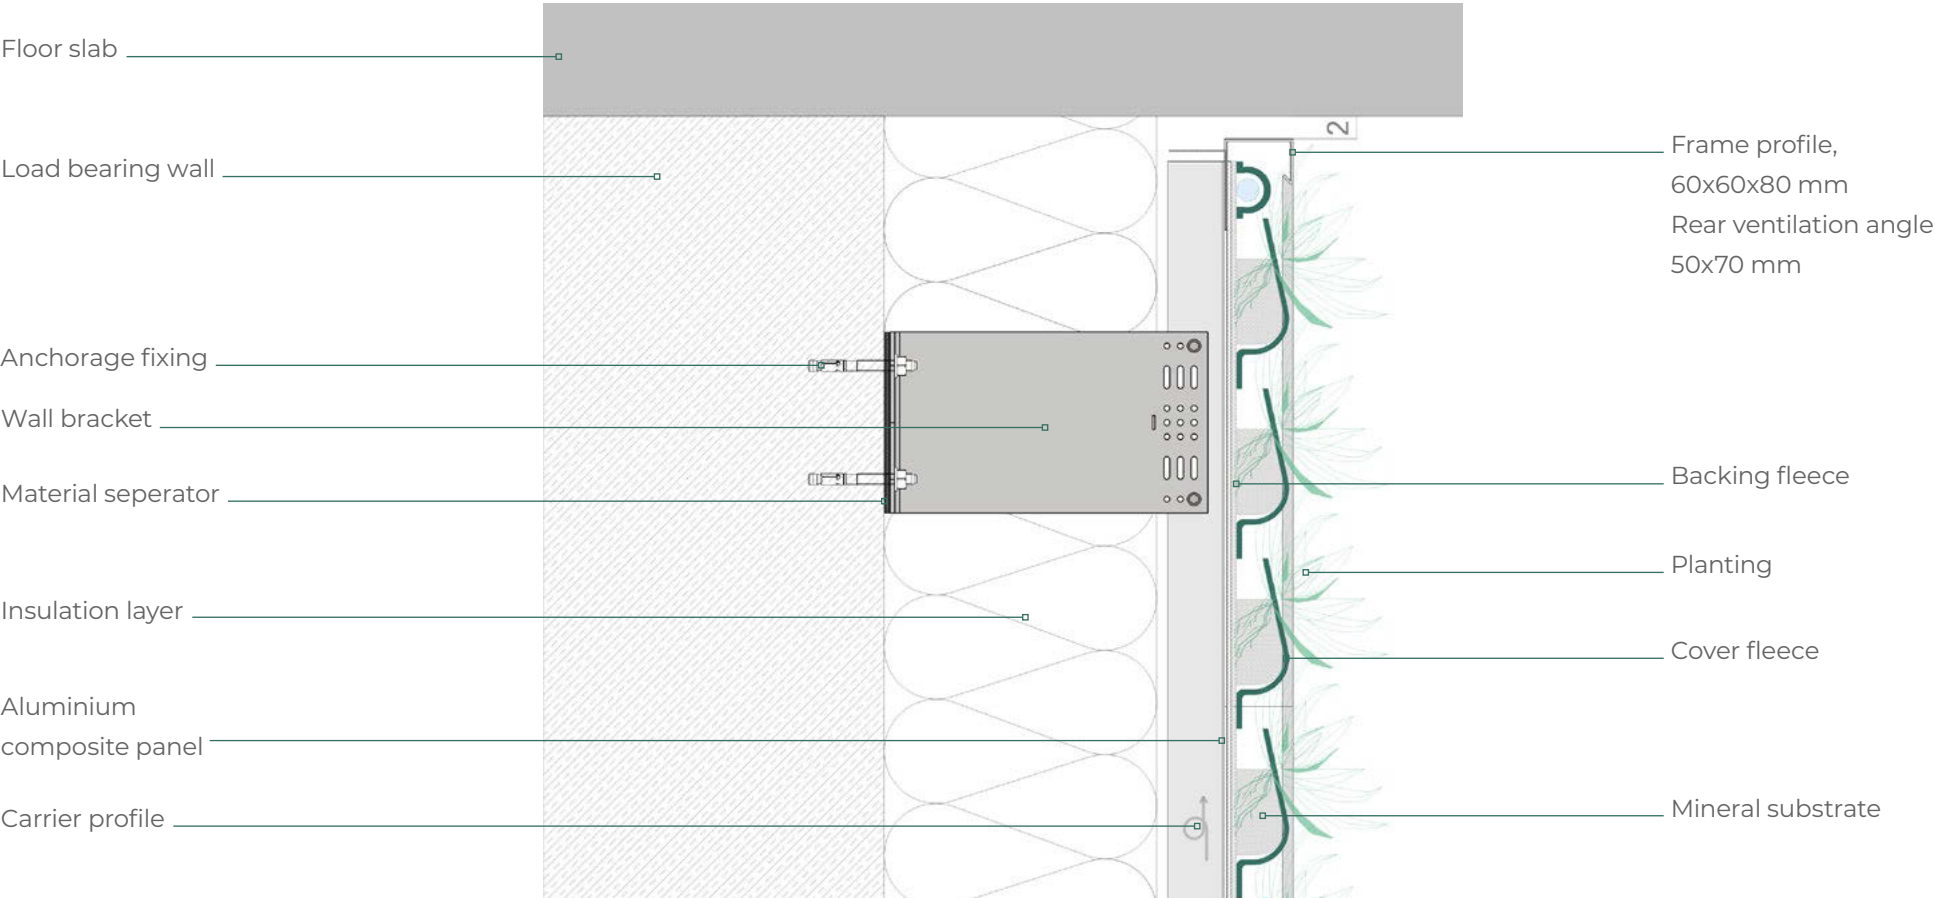 Floor slab
Load bearing wall
Anchorage fixing
Wall bracket
Material seperator
Insulation layer
Aluminium
composite panel
Carrier profile
2
Frame profile,
60x60x80 mm
Rear ventilation angle
50x70 mm
Backing fleece
Planting
Cover fleece
Mineral substrate